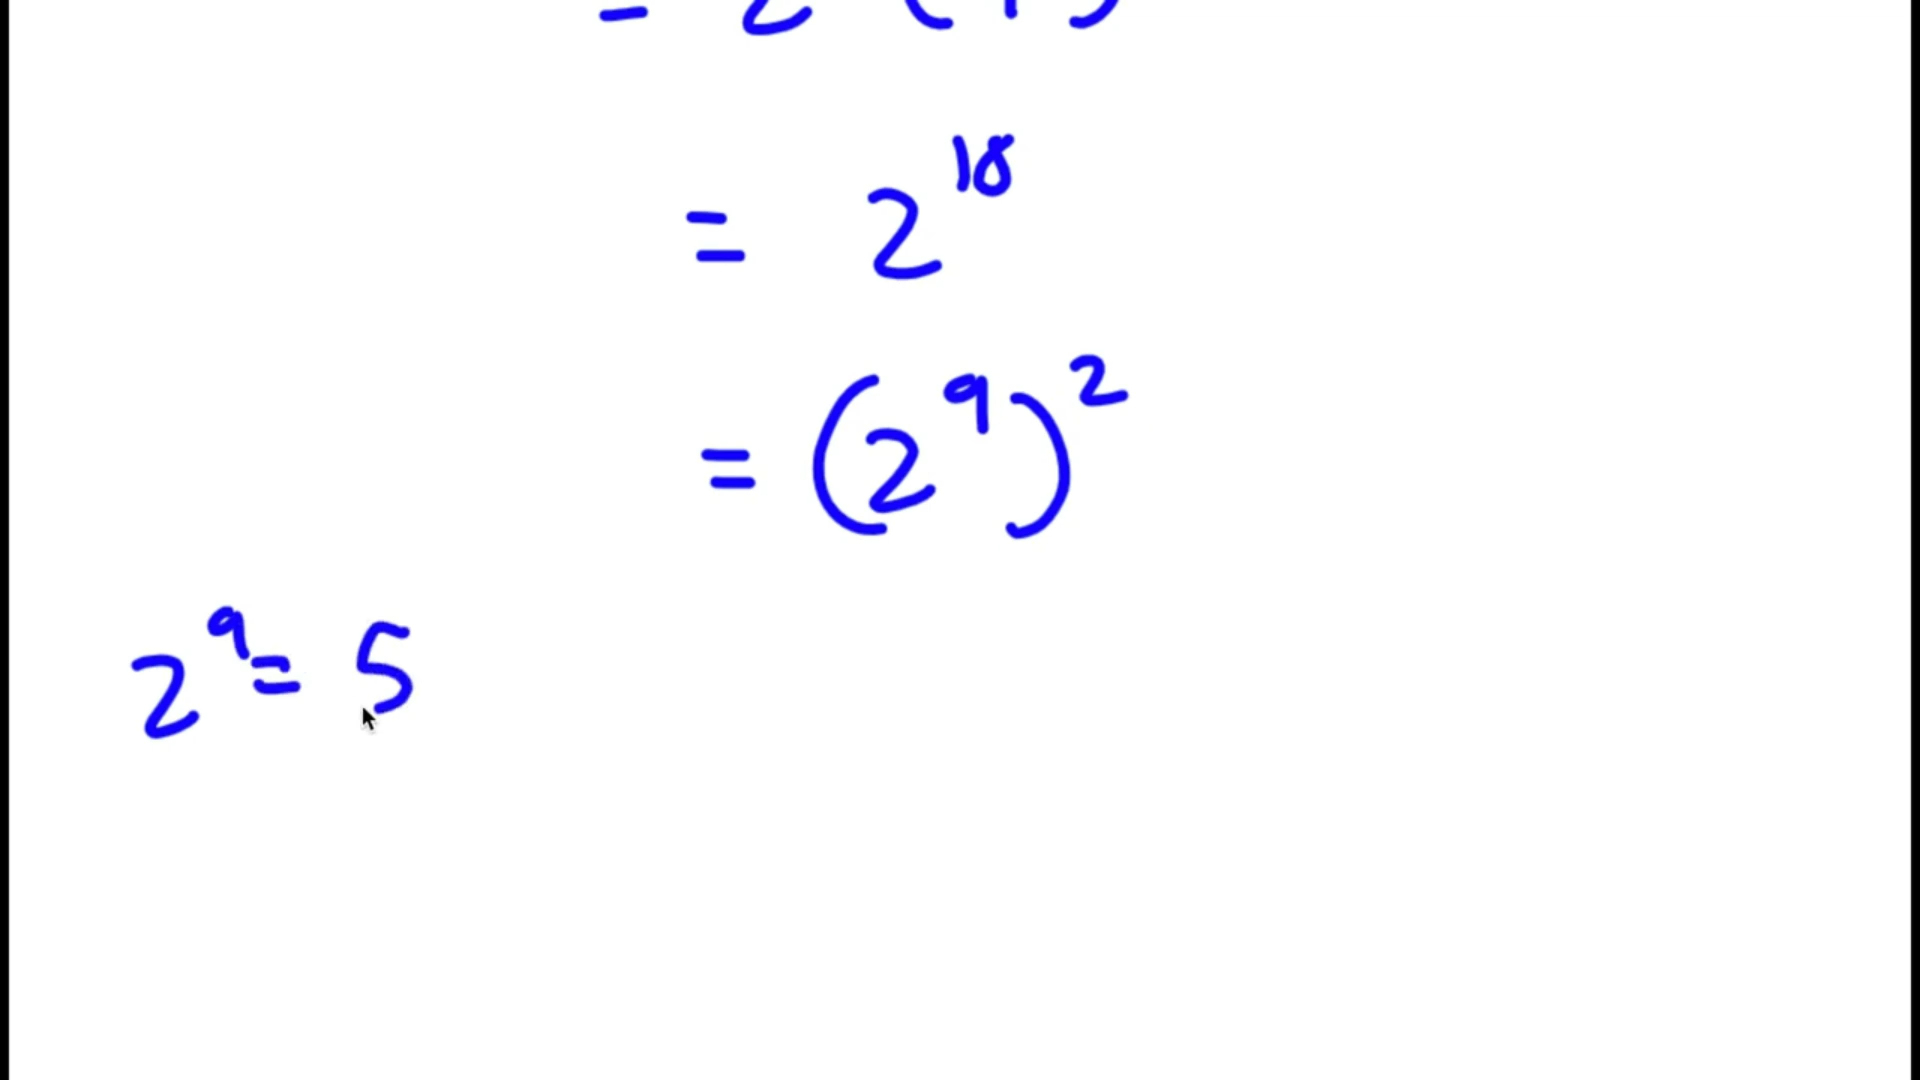 = 2^18
= (2^9)^2
2^9 = 5